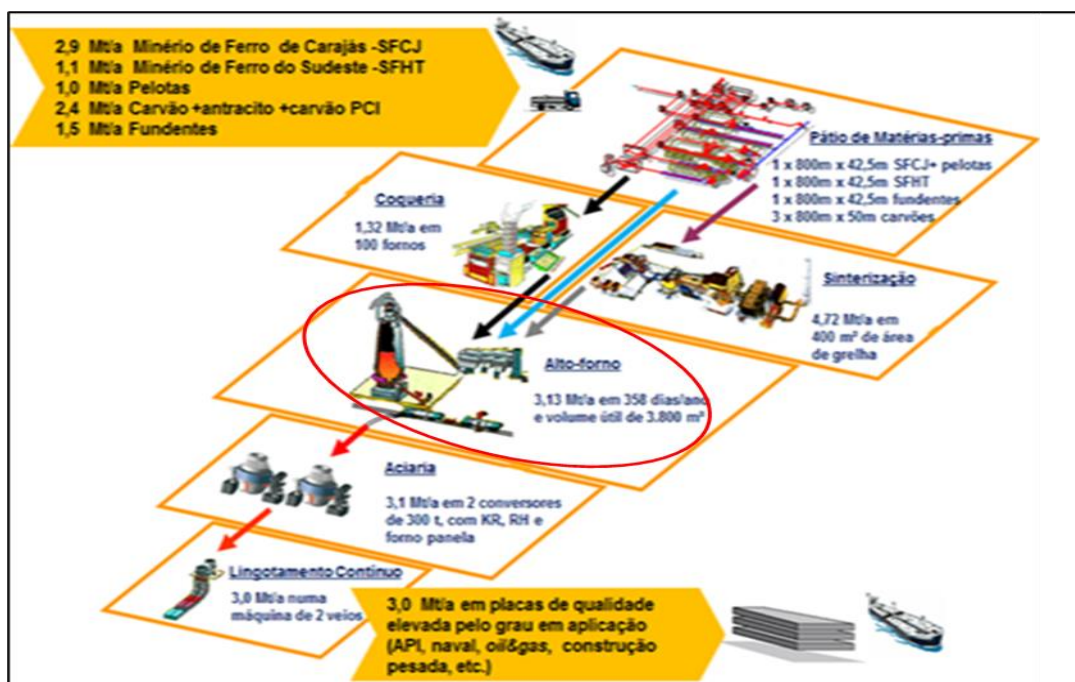 2,9 Mt/a Minério de Ferro de Carajás -SFCJ
1,1 Mt/a Minério de Ferro do Sudeste -SFHT
1,0 Mt/a Pelotas
2,4 Mt/a Carvão +antracito +carvão PCI
1,5 Mt/a Fundentes
Pátio de Matérias-primas
1 x 800m x 42,5m SFCJ+ pelotas
1 x 800m x 42,5m SFHT
1 x 800m x 42,5m fundentes
3 x 800m x 50m carvões
Coqueria
1,32 Mt/a em
100 fornos
Sinterização
4,72 Mt/a em
400 m² de área
de grelha
Alto-forno
3,13 Mt/a em 358 dias/ano
e volume útil de 3.800 m³
Aciaria
3,1 Mt/a em 2 conversores
de 300 t, com KR, RH e
forno panela
Lingotamento Contínuo
3,0 Mt/a numa
máquina de 2 veios
3,0 Mt/a em placas de qualidade
elevada pelo grau em aplicação
(API, naval, oil&gas, construção
pesada, etc.)